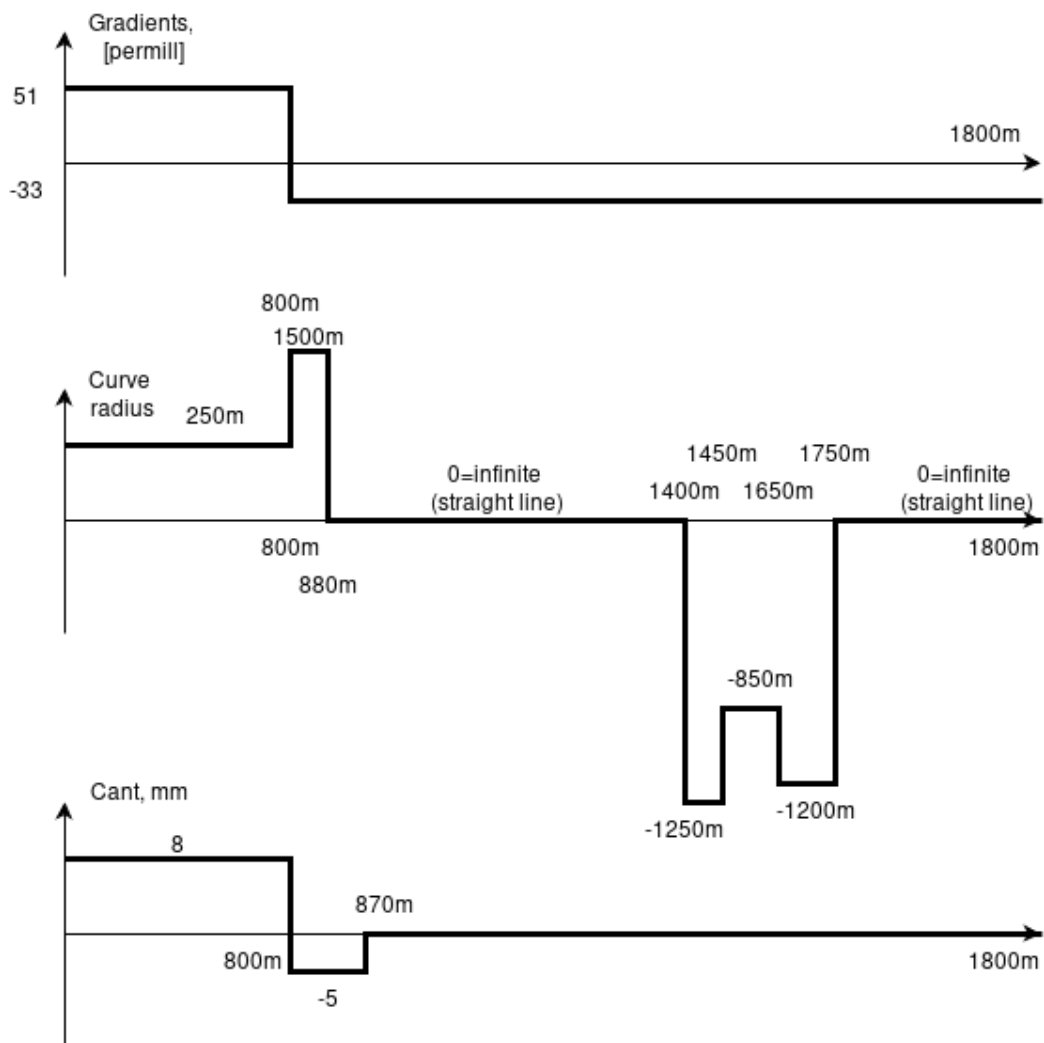 Gradients,
[permill]
51
1800m
-33
800m
1500m
Curve
radius
250m
1450m
1750m
0=infinite
(straight line)
1400m
1650m
0=infinite
(straight line)
800m
1800m
880m
-850m
-1250m
-1200m
Cant, mm
8
870m
800m
1800m
-5